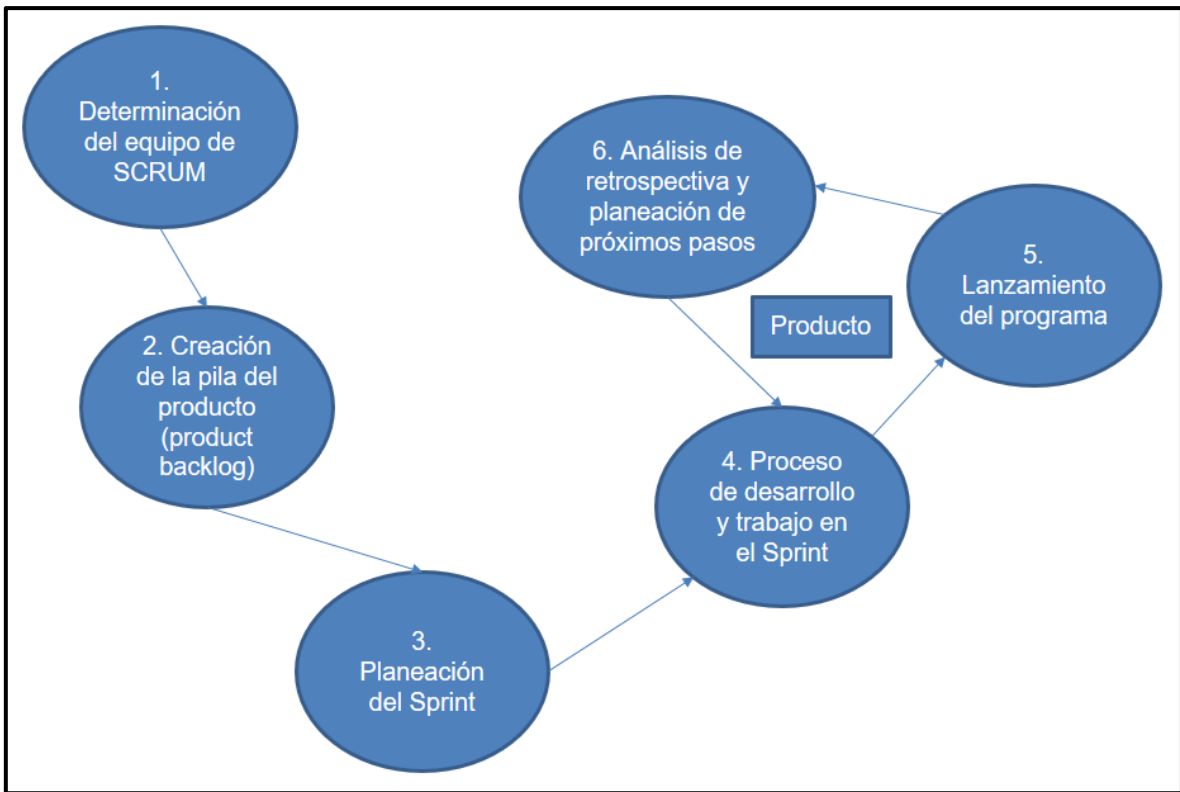 1.
Determinación
del equipo de
SCRUM
2. Creación
de la pila del
producto
(product
backlog)
3.
Planeación
del Sprint
4. Proceso
de desarrollo
y trabajo en
el Sprint
5.
Lanzamiento
del programa
6. Análisis de
retrospectiva y
planeación de
próximos pasos
Producto